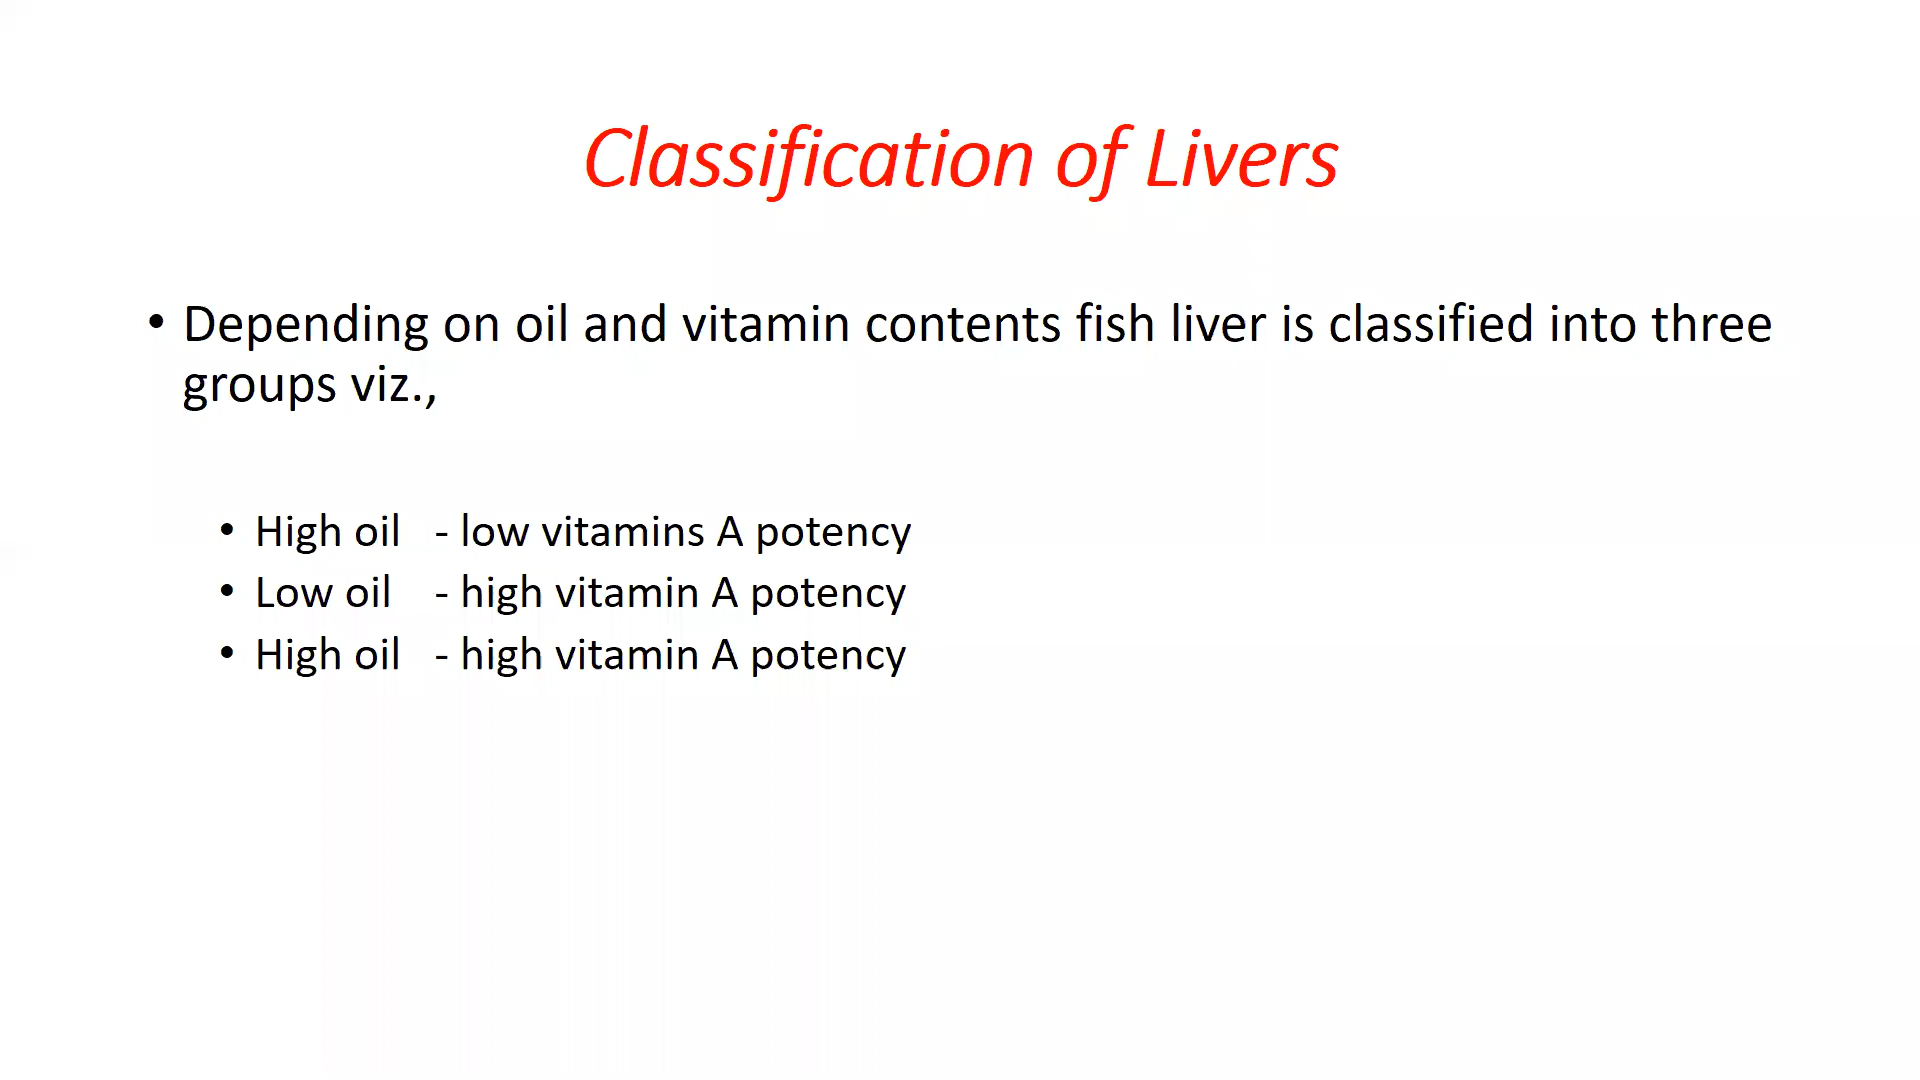 Classification of Livers
• Depending on oil and vitamin contents fish liver is classified into three
groups viz.,
• High oil - low vitamins A potency
• Low oil - high vitamin A potency
• High oil - high vitamin A potency